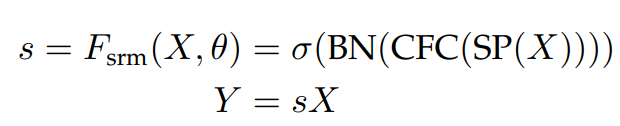 s = F_srm(X, θ) = σ(BN(CFC(SP(X))))
Y = sX